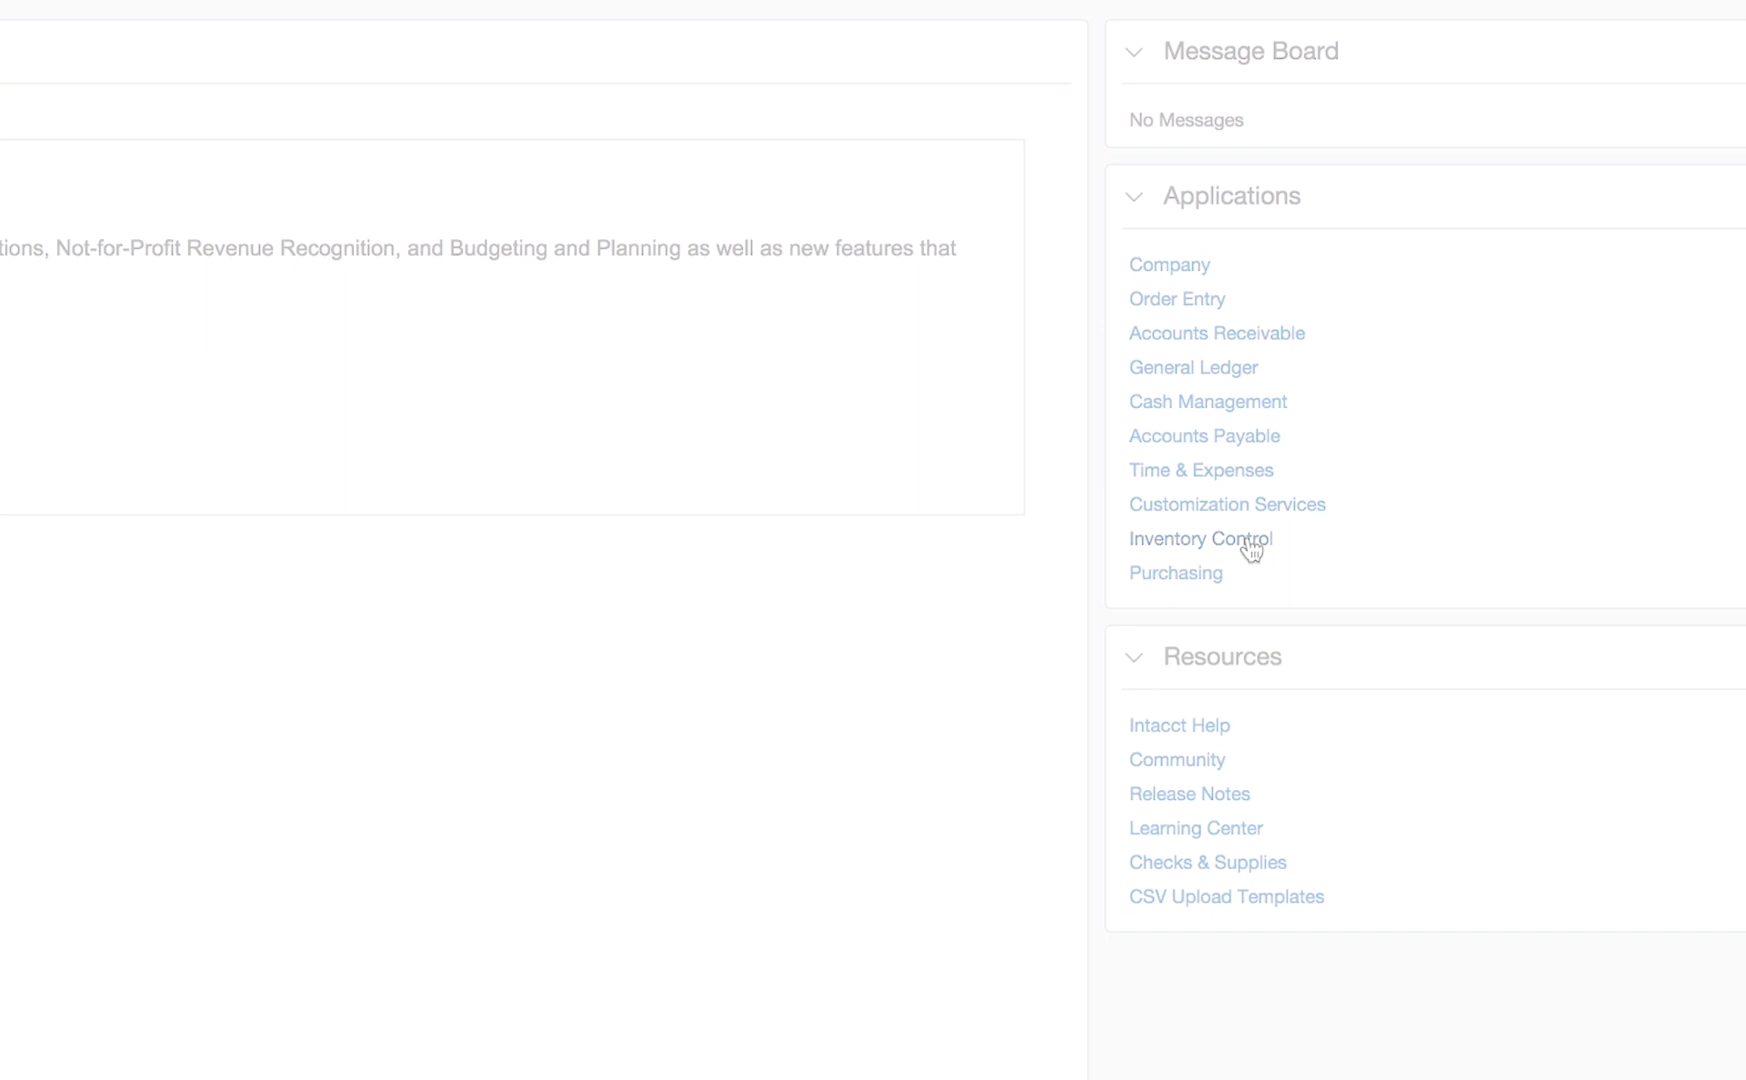 Message Board
No Messages
Applications
tions, Not-for-Profit Revenue Recognition, and Budgeting and Planning as well as new features that
Company
Order Entry
Accounts Receivable
General Ledger
Cash Management
Accounts Payable
Time & Expenses
Customization Services
Inventory Control
Purchasing
Resources
Intacct Help
Community
Release Notes
Learning Center
Checks & Supplies
CSV Upload Templates